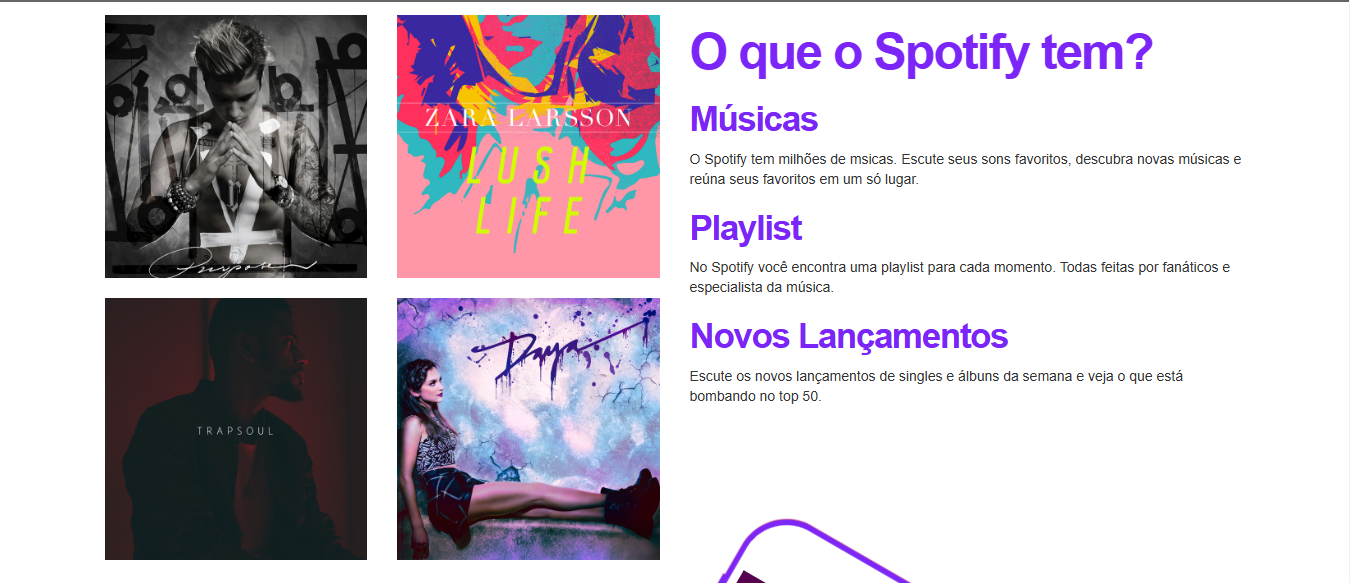 Purpose
ZARA LARSSON
LUSH
LIFE
TRAPSOUL
Daya
O que o Spotify tem?
Músicas
O Spotify tem milhões de msicas. Escute seus sons favoritos, descubra novas músicas e
reúna seus favoritos em um só lugar.
Playlist
No Spotify você encontra uma playlist para cada momento. Todas feitas por fanáticos e
especialista da música.
Novos Lançamentos
Escute os novos lançamentos de singles e álbuns da semana e veja o que está
bombando no top 50.